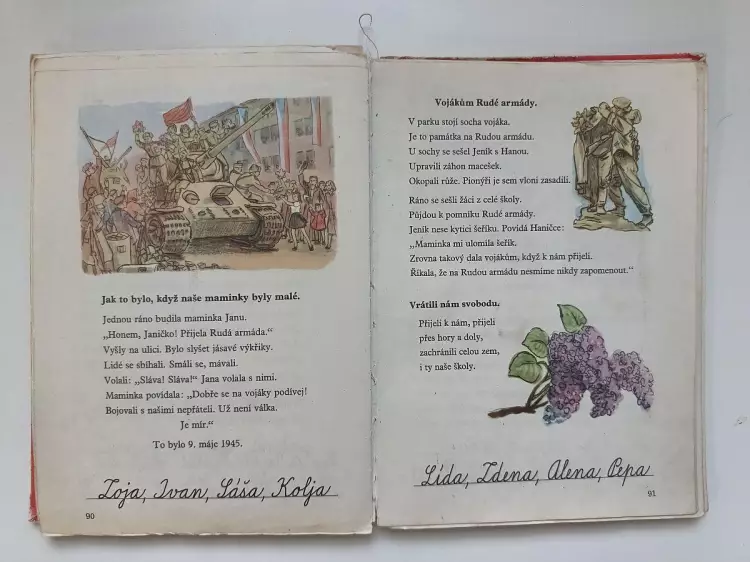 Jak to bylo, když naše maminky byly malé.
Jednou ráno budila maminka Janu.
„Honem, Janičko! Přijela Rudá armáda.“
Vyšly na ulici. Bylo slyšet jásavé výkřiky.
Lidé se sbíhali. Smáli se, mávali.
Volali: „Sláva! Sláva!“ Jana volala s nimi.
Maminka povídala: „Dobře se na vojáky podívej!
Bojovali s našimi nepřáteli. Už není válka.
Je mír.“
To bylo 9. máje 1945.
Zoja, Ivan, Sáša, Kolja
90
Vojákům Rudé armády.
V parku stojí socha vojáka.
Je to památka na Rudou armádu.
U sochy se sešel Jeník s Hanou.
Upravili záhon macešek.
Okopali růže. Pionýři je sem vloni zasadili.
Ráno se sešli žáci z celé školy.
Půjdou k pomníku Rudé armády.
Jeník nese kytici šeříku. Povídá Haničce:
„Maminka mi ulomila šeřík.
Zrovna takový dala vojákům, když k nám přijeli.
Říkala, že na Rudou armádu nesmíme nikdy zapomenout.“
Vrátili nám svobodu.
Přijeli k nám, přijeli
přes hory a doly,
zachránili celou zem,
i ty naše školy.
Lída, Zdena, Alena, Pepa
91